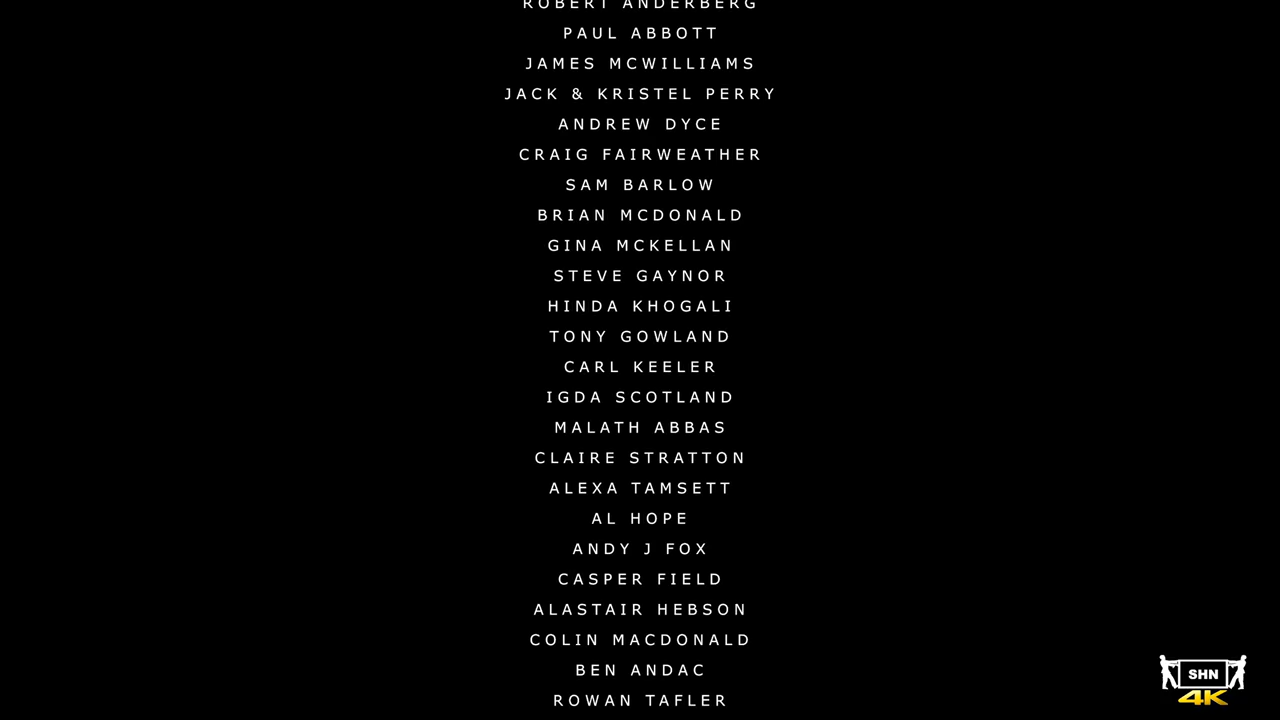 ROBERT ANDERBERG
PAUL ABBOTT
JAMES MCWILLIAMS
JACK & KRISTEL PERRY
ANDREW DYCE
CRAIG FAIRWEATHER
SAM BARLOW
BRIAN MCDONALD
GINA MCKELLAN
STEVE GAYNOR
HINDA KHOGALI
TONY GOWLAND
CARL KEELER
IGDA SCOTLAND
MALATH ABBAS
CLAIRE STRATTON
ALEXA TAMSETT
AL HOPE
ANDY J FOX
CASPER FIELD
ALASTAIR HEBSON
COLIN MACDONALD
BEN ANDAC
ROWAN TAFLER
SHN
4K